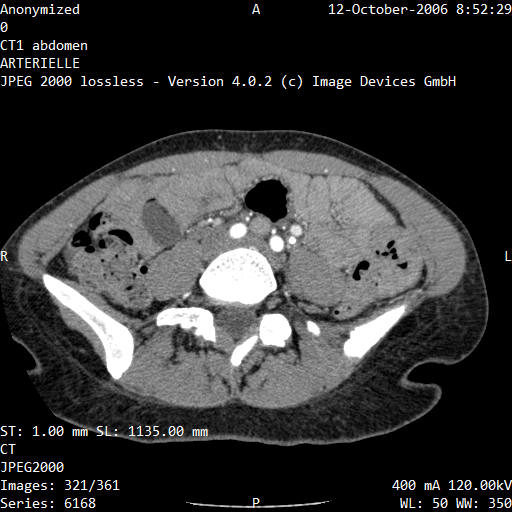 Anonymized A 12-October-2006 8:52:29
0
CT1 abdomen
ARTERIELLE
JPEG 2000 lossless - Version 4.0.2 (c) Image Devices GmbH
R L
ST: 1.00 mm SL: 1135.00 mm
CT
JPEG2000
Images: 321/361 400 mA 120.00kV
Series: 6168 P WL: 50 WW: 350